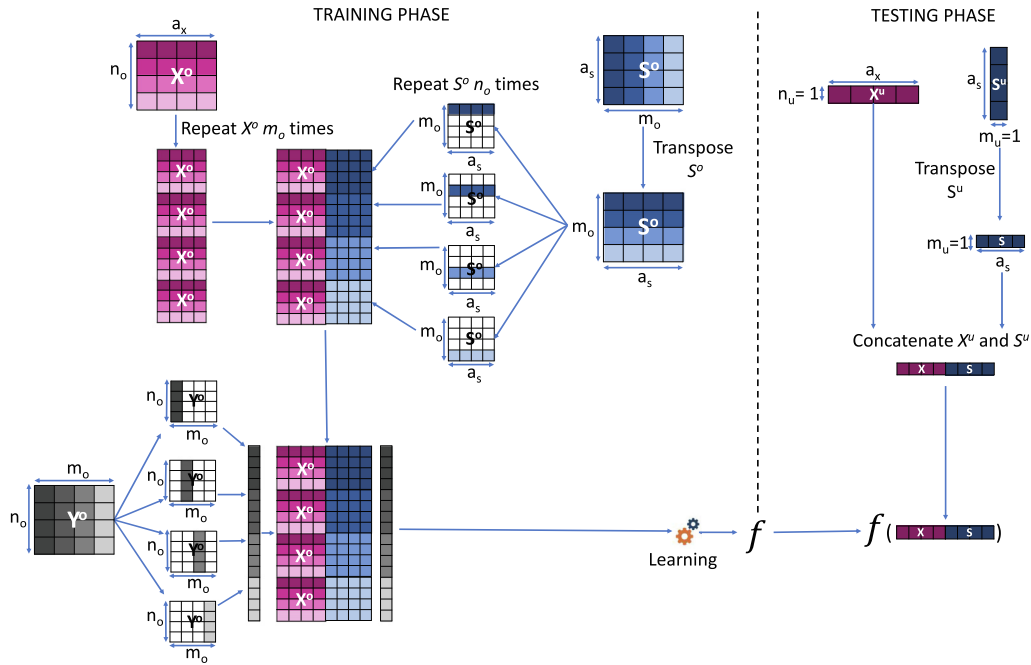 TRAINING PHASE
TESTING PHASE
aₓ
nₒ
Xᵒ
Repeat Xᵒ mₒ times
Xᵒ
Xᵒ
Xᵒ
Xᵒ
Xᵒ
Xᵒ
Xᵒ
Xᵒ
Repeat Sᵒ nₒ times
mₒ
Sᵒ
aₛ
mₒ
Sᵒ
aₛ
mₒ
Sᵒ
aₛ
mₒ
Sᵒ
aₛ
aₛ
Sᵒ
mₒ
Transpose
Sᵒ
mₒ
Sᵒ
aₛ
aₓ
nᵤ= 1
Xᵘ
aₛ
Sᵘ
mᵤ=1
Transpose
Sᵘ
mᵤ=1
S
aₛ
Concatenate Xᵘ and Sᵘ
X S
mₒ
nₒ
Yᵒ
nₒ
Yᵒ
mₒ
nₒ
Yᵒ
mₒ
nₒ
Yᵒ
mₒ
nₒ
Yᵒ
mₒ
Xᵒ
Xᵒ
Xᵒ
Xᵒ
Learning
f
f ( X S )